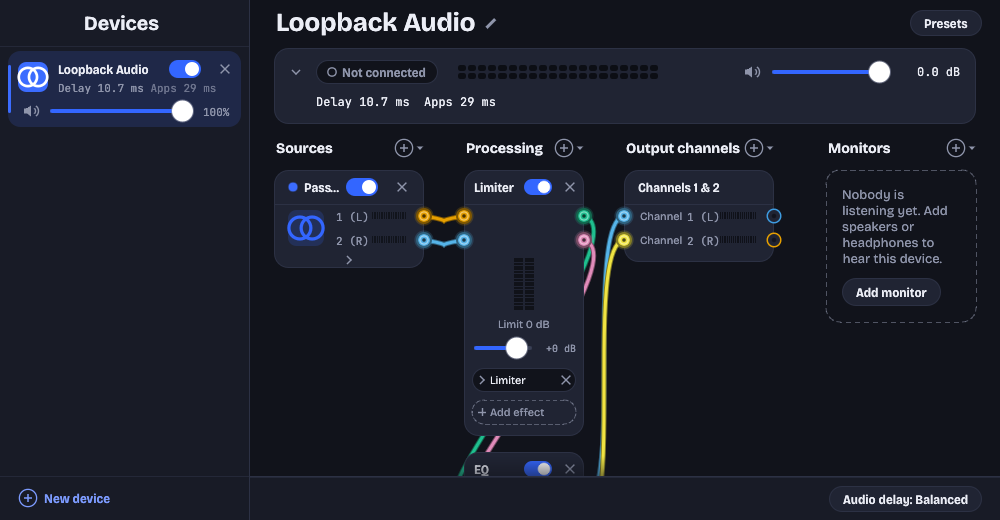 Devices
Loopback Audio
Delay 10.7 ms Apps 29 ms
100%
New device
Loopback Audio
Presets
Not connected
0.0 dB
Delay 10.7 ms Apps 29 ms
Sources
Processing
Output channels
Monitors
Pass...
1 (L)
2 (R)
Limiter
Limit 0 dB
+0 dB
Limiter
+ Add effect
EQ
Channels 1 & 2
Channel 1 (L)
Channel 2 (R)
Nobody is
listening yet. Add
speakers or
headphones to
hear this device.
Add monitor
Audio delay: Balanced